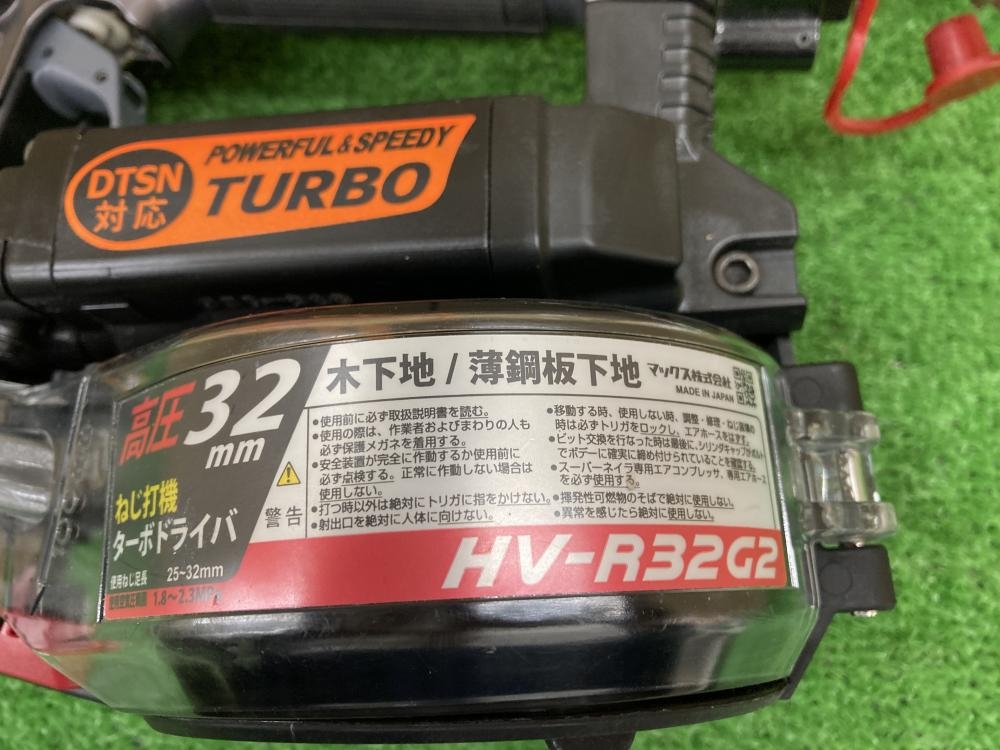 POWERFUL & SPEEDY
DTSN
対応
TURBO
高圧
32
mm
木下地 / 薄鋼板下地
マックス株式会社
MADE IN JAPAN
ねじ打機
ターボドライバ
使用ねじ足長 25~32mm
1.8~2.3MPa
警告
•使用前に必ず取扱説明書を読む。
•使用の際は、作業者およびまわりの人も
必ず保護メガネを着用する。
•安全装置が完全に作動するか使用前に
必ず点検する。正常に作動しない場合は
使用しない。
•打つ時以外は絶対にトリガに指をかけない。
•射出口を絶対に人体に向けない。
•移動する時、使用しない時、調整・修理・ねじ装填の
時は必ずトリガをロックし、エアホースをはずす。
•ビット交換を行なった時は最後に、シリンダキャップがボルト
でボデーに確実に締め付けられていることを確認する。
•スーパーネイラ専用エアコンプレッサ、専用エアホース
を必ず使用する。
•揮発性可燃物のそばで絶対に使用しない。
•異常を感じたら絶対に使用しない。
HV-R32G2